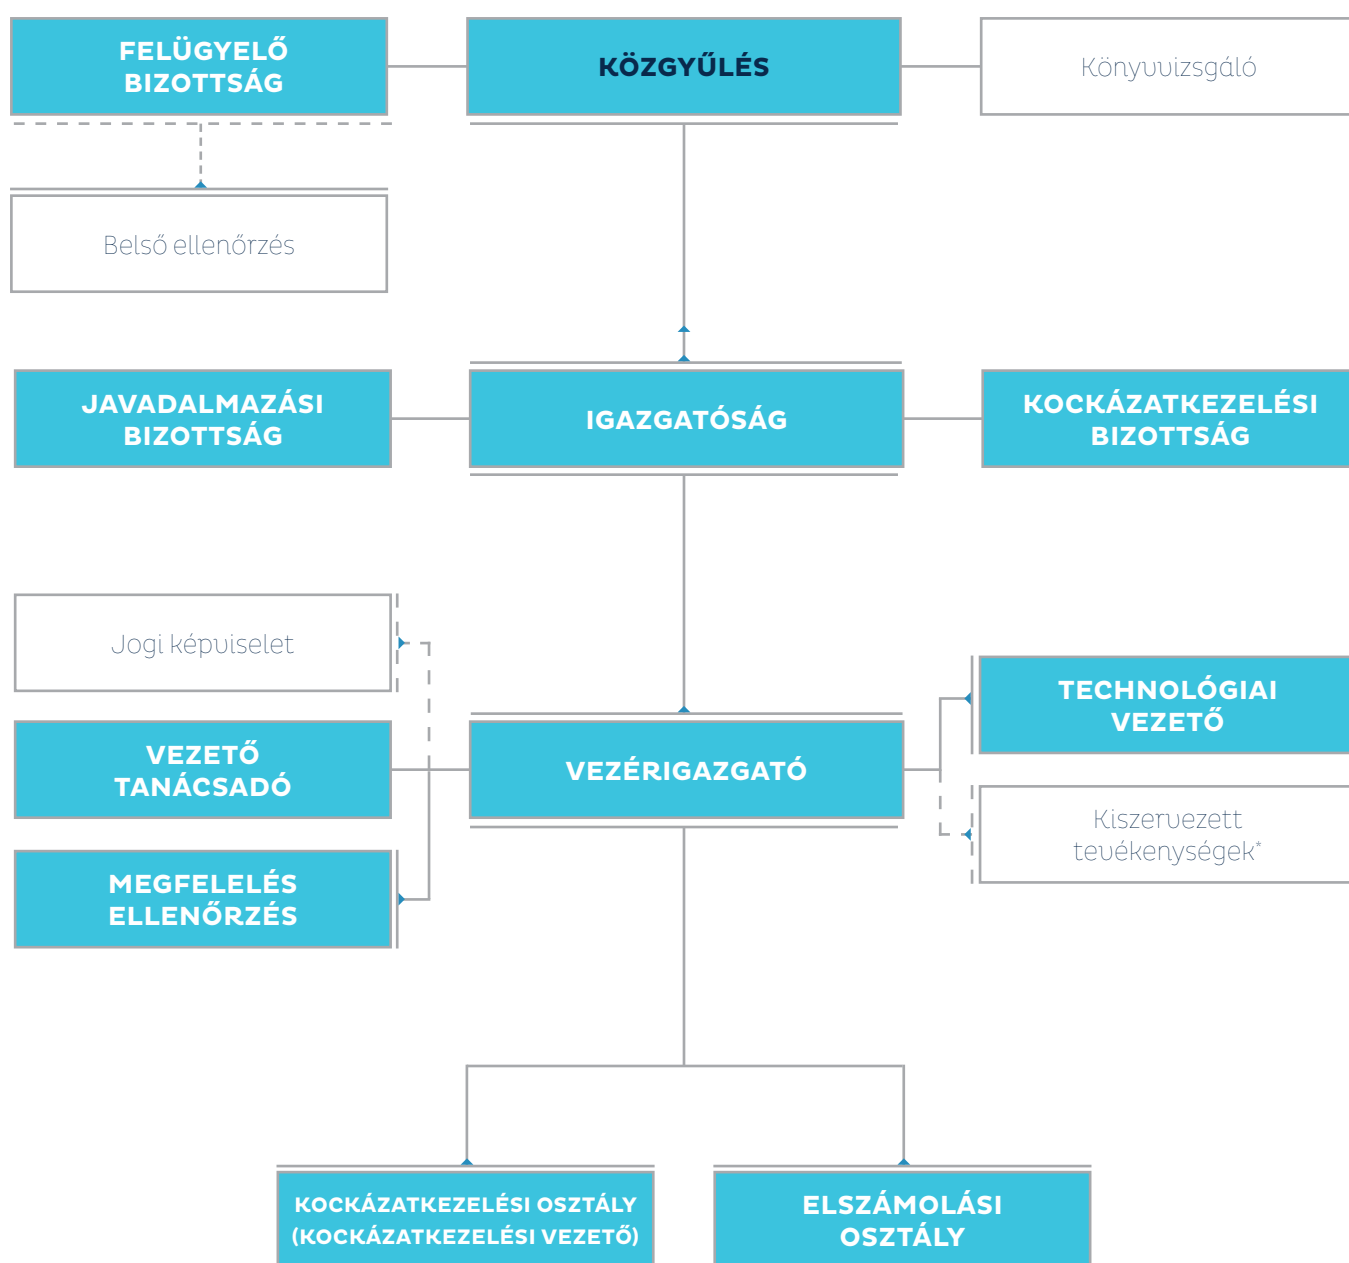 FELÜGYELŐ
BIZOTTSÁG
KÖZGYŰLÉS
Könyvvizsgáló
Belső ellenőrzés
JAVADALMAZÁSI
BIZOTTSÁG
IGAZGATÓSÁG
KOCKÁZATKEZELÉSI
BIZOTTSÁG
Jogi képviselet
VEZETŐ
TANÁCSADÓ
VEZÉRIGAZGATÓ
TECHNOLÓGIAI
VEZETŐ
Kiszervezett
tevékenységek*
MEGFELELÉS
ELLENŐRZÉS
KOCKÁZATKEZELÉSI OSZTÁLY
(KOCKÁZATKEZELÉSI VEZETŐ)
ELSZÁMOLÁSI
OSZTÁLY